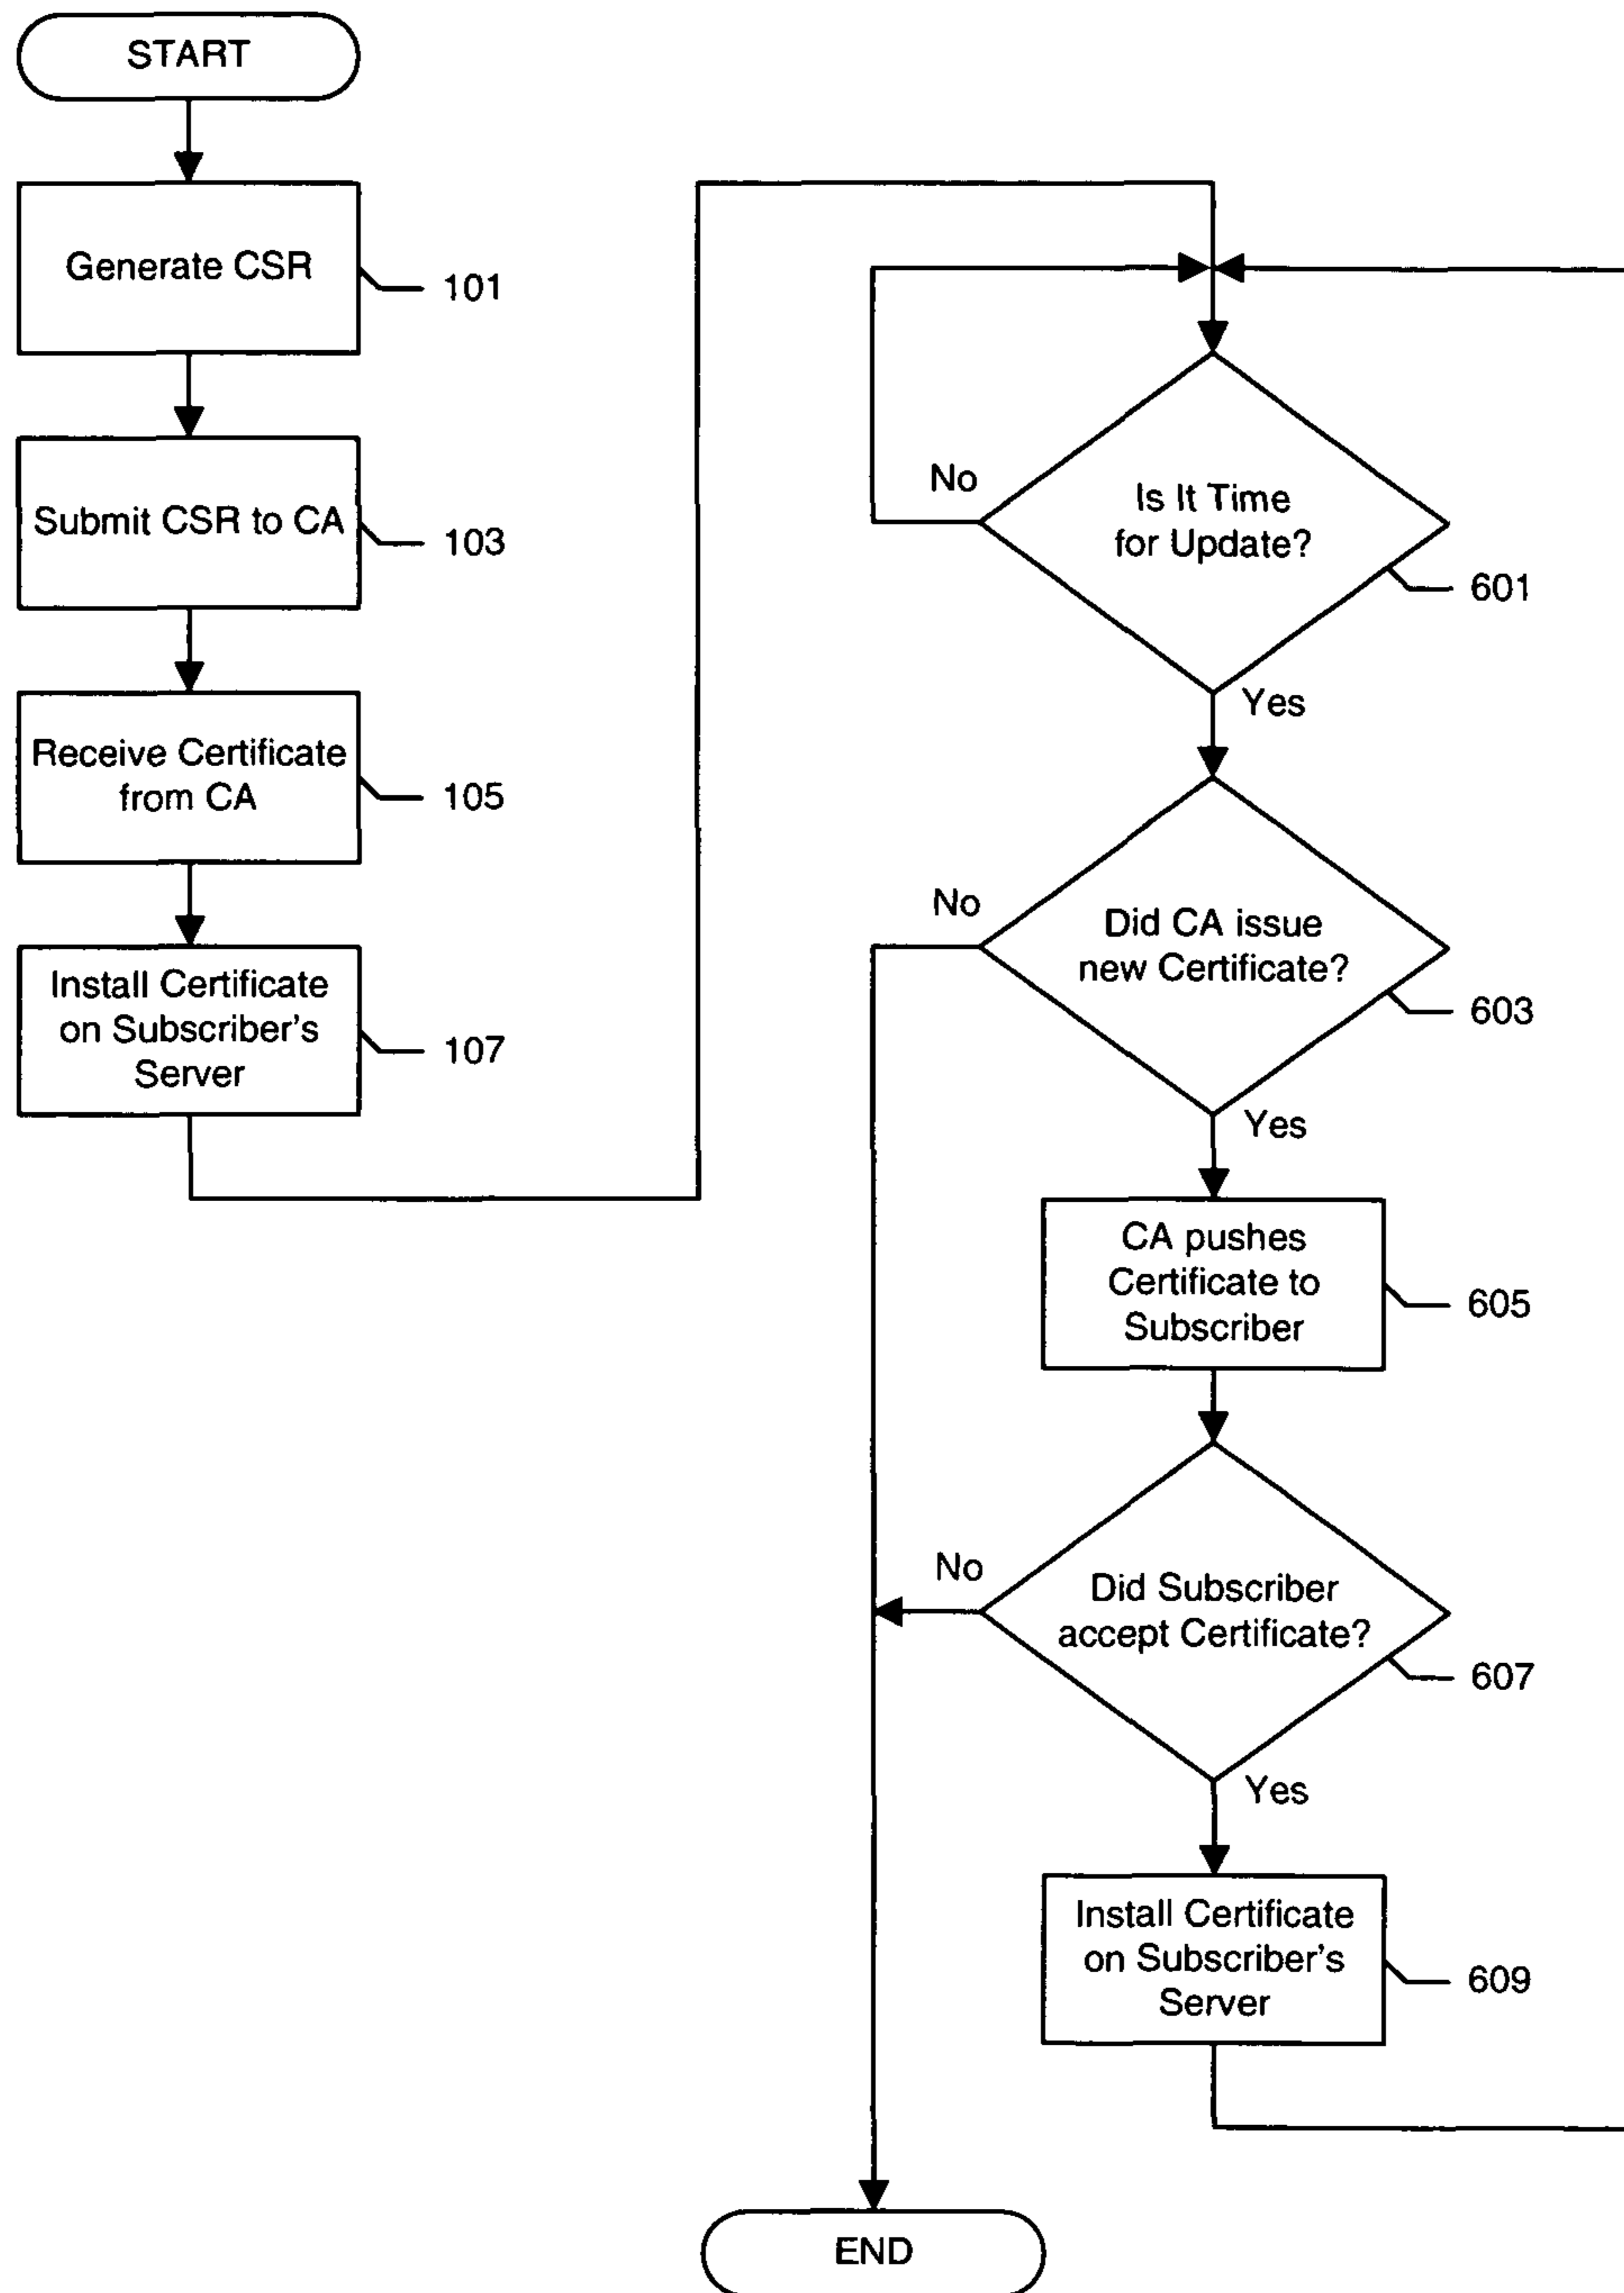 START
Generate CSR
101
Submit CSR to CA
103
Receive Certificate
from CA
105
Install Certificate
on Subscriber's
Server
107
No
Is It Time
for Update?
601
Yes
No
Did CA issue
new Certificate?
603
Yes
CA pushes
Certificate to
Subscriber
605
No
Did Subscriber
accept Certificate?
607
Yes
Install Certificate
on Subscriber's
Server
609
END